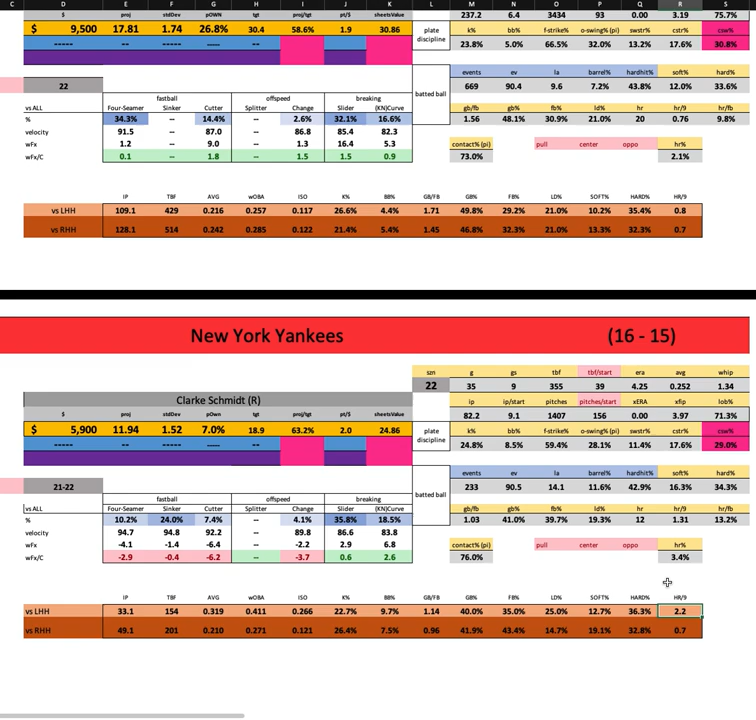 C D E F G H I J K L M N O P Q R S
$ proj stdDev pOWN tgt proj/tgt pt/$ sheetsValue 237.2 6.4 3434 93 0.00 3.19 75.7%
$ 9,500 17.81 1.74 26.8% 30.4 58.6% 1.9 30.86 plate discipline k% bb% f-strike% o-swing% (pi) swstr% cstr% csw%
----- -- ----- -- 23.8% 5.0% 66.5% 32.0% 13.2% 17.6% 30.8%
events ev la barrel% hardhit% soft% hard%
22 batted ball 669 90.4 9.6 7.2% 43.8% 12.0% 33.6%
fastball offspeed breaking
vs ALL Four-Seamer Sinker Cutter Splitter Change Slider (KN)Curve gb/fb gb% fb% ld% hr hr/9 hr/fb
% 34.3% -- 14.4% -- 2.6% 32.1% 16.6% 1.56 48.1% 30.9% 21.0% 20 0.76 9.8%
velocity 91.5 -- 87.0 -- 86.8 85.4 82.3
wFx 1.2 -- 9.0 -- 1.3 16.4 5.3 contact% (pi) pull center oppo hr%
wFx/C 0.1 -- 1.8 -- 1.5 1.5 0.9 73.0% 2.1%
IP TBF AVG wOBA ISO K% BB% GB/FB GB% FB% LD% SOFT% HARD% HR/9
vs LHH 109.1 429 0.216 0.257 0.117 26.6% 4.4% 1.71 49.8% 29.2% 21.0% 10.2% 35.4% 0.8
vs RHH 128.1 514 0.242 0.285 0.122 21.4% 5.4% 1.45 46.8% 32.3% 21.0% 13.3% 32.3% 0.7
New York Yankees (16 - 15)
szn g gs tbf tbf/start era avg whip
22 35 9 355 39 4.25 0.252 1.34
Clarke Schmidt (R) ip ip/start pitches pitches/start xERA xfip lob%
$ proj stdDev pOwn tgt proj/tgt pt/$ sheetsValue 82.2 9.1 1407 156 0.00 3.97 71.3%
$ 5,900 11.94 1.52 7.0% 18.9 63.2% 2.0 24.86 plate discipline k% bb% f-strike% o-swing% (pi) swstr% cstr% csw%
----- -- ----- -- 24.8% 8.5% 59.4% 28.1% 11.4% 17.6% 29.0%
events ev la barrel% hardhit% soft% hard%
21-22 batted ball 233 90.5 14.1 11.6% 42.9% 16.3% 34.3%
fastball offspeed breaking
vs ALL Four-Seamer Sinker Cutter Splitter Change Slider (KN)Curve gb/fb gb% fb% ld% hr hr/9 hr/fb
% 10.2% 24.0% 7.4% -- 4.1% 35.8% 18.5% 1.03 41.0% 39.7% 19.3% 12 1.31 13.2%
velocity 94.7 94.8 92.2 -- 89.8 86.6 83.8
wFx -4.1 -1.4 -6.4 -- -2.2 2.9 6.8 contact% (pi) pull center oppo hr%
wFx/C -2.9 -0.4 -6.2 -- -3.7 0.6 2.6 76.0% 3.4%
IP TBF AVG wOBA ISO K% BB% GB/FB GB% FB% LD% SOFT% HARD% HR/9
vs LHH 33.1 154 0.319 0.411 0.266 22.7% 9.7% 1.14 40.0% 35.0% 25.0% 12.7% 36.3% 2.2
vs RHH 49.1 201 0.210 0.271 0.121 26.4% 7.5% 0.96 41.9% 43.4% 14.7% 19.1% 32.8% 0.7